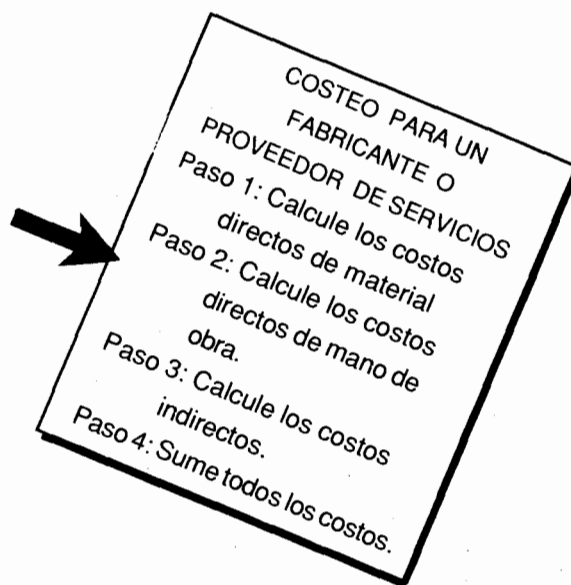 COSTEO PARA UN
FABRICANTE O
PROVEEDOR DE SERVICIOS
Paso 1: Calcule los costos
directos de material
Paso 2: Calcule los costos
directos de mano de
obra.
Paso 3: Calcule los costos
indirectos.
Paso 4: Sume todos los costos.